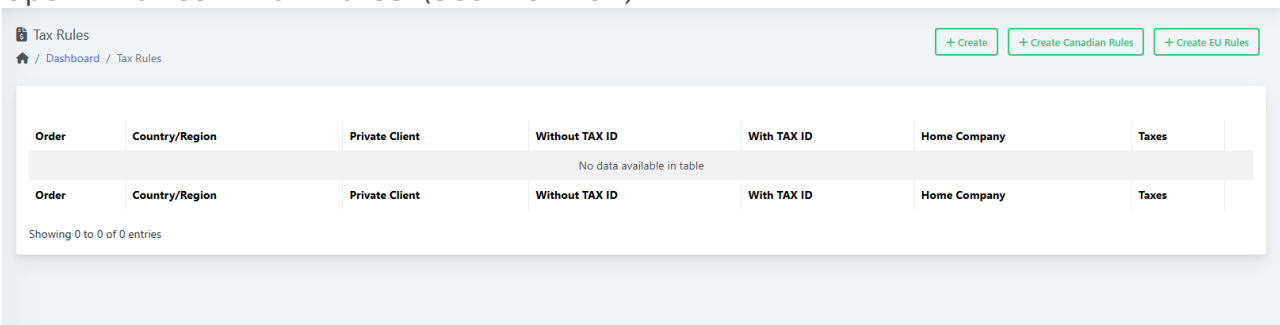 Tax Rules
+ Create
+ Create Canadian Rules
+ Create EU Rules
/ Dashboard / Tax Rules
Order Country/Region Private Client Without TAX ID With TAX ID Home Company Taxes
No data available in table
Order Country/Region Private Client Without TAX ID With TAX ID Home Company Taxes
Showing 0 to 0 of 0 entries